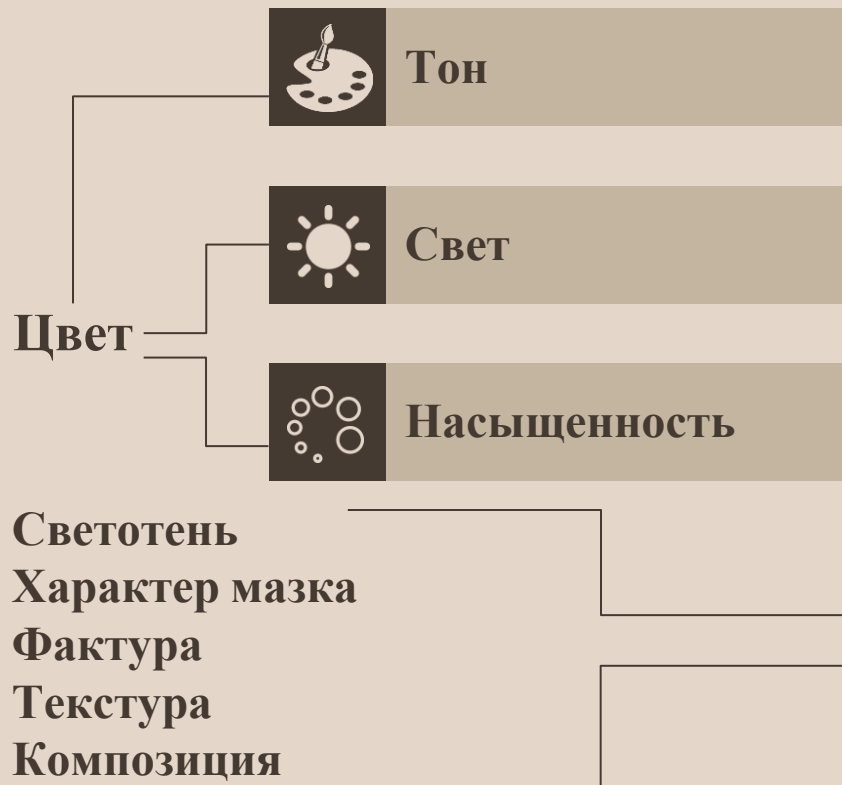 Тон
Свет
Цвет
Насыщенность
Светотень
Характер мазка
Фактура
Текстура
Композиция